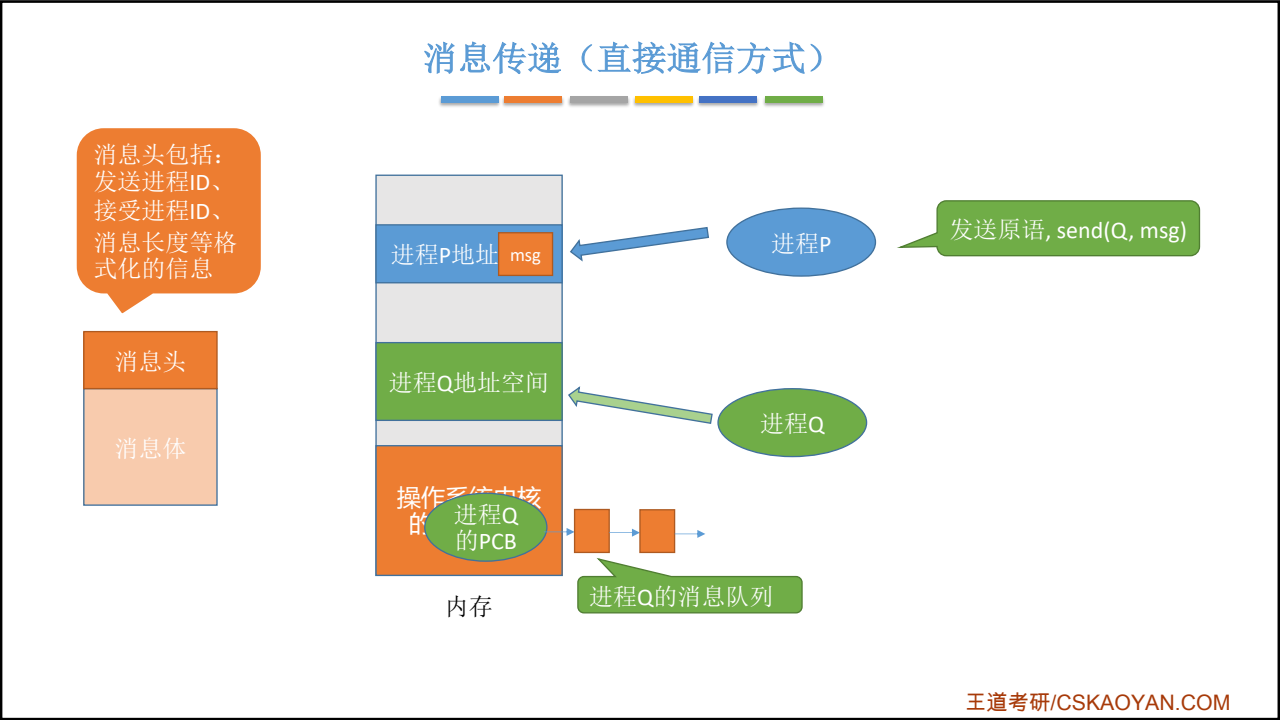 消息传递（直接通信方式）
消息头包括：
发送进程ID、
接受进程ID、
消息长度等格
式化的信息
消息头
消息体
进程P地址
msg
进程P
发送原语, send(Q, msg)
进程Q地址空间
进程Q
操作系统内核
的
进程Q
的PCB
进程Q的消息队列
内存
王道考研/CSKAOYAN.COM